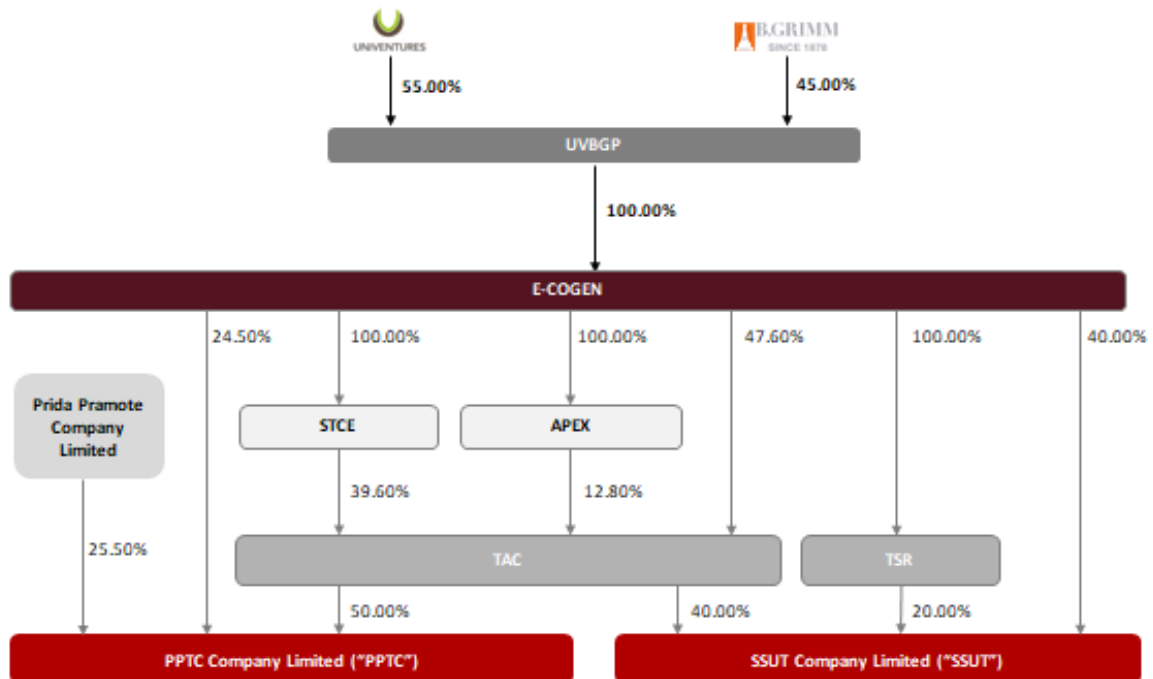 UNIVENTURES
B.GRIMM
SINCE 1878
55.00%
45.00%
UVBGP
100.00%
E-COGEN
24.50%
100.00%
100.00%
47.60%
100.00%
40.00%
Prida Pramote
Company
Limited
STCE
APEX
39.60%
12.80%
25.50%
TAC
TSR
50.00%
40.00%
20.00%
PPTC Company Limited (“PPTC”)
SSUT Company Limited (“SSUT”)